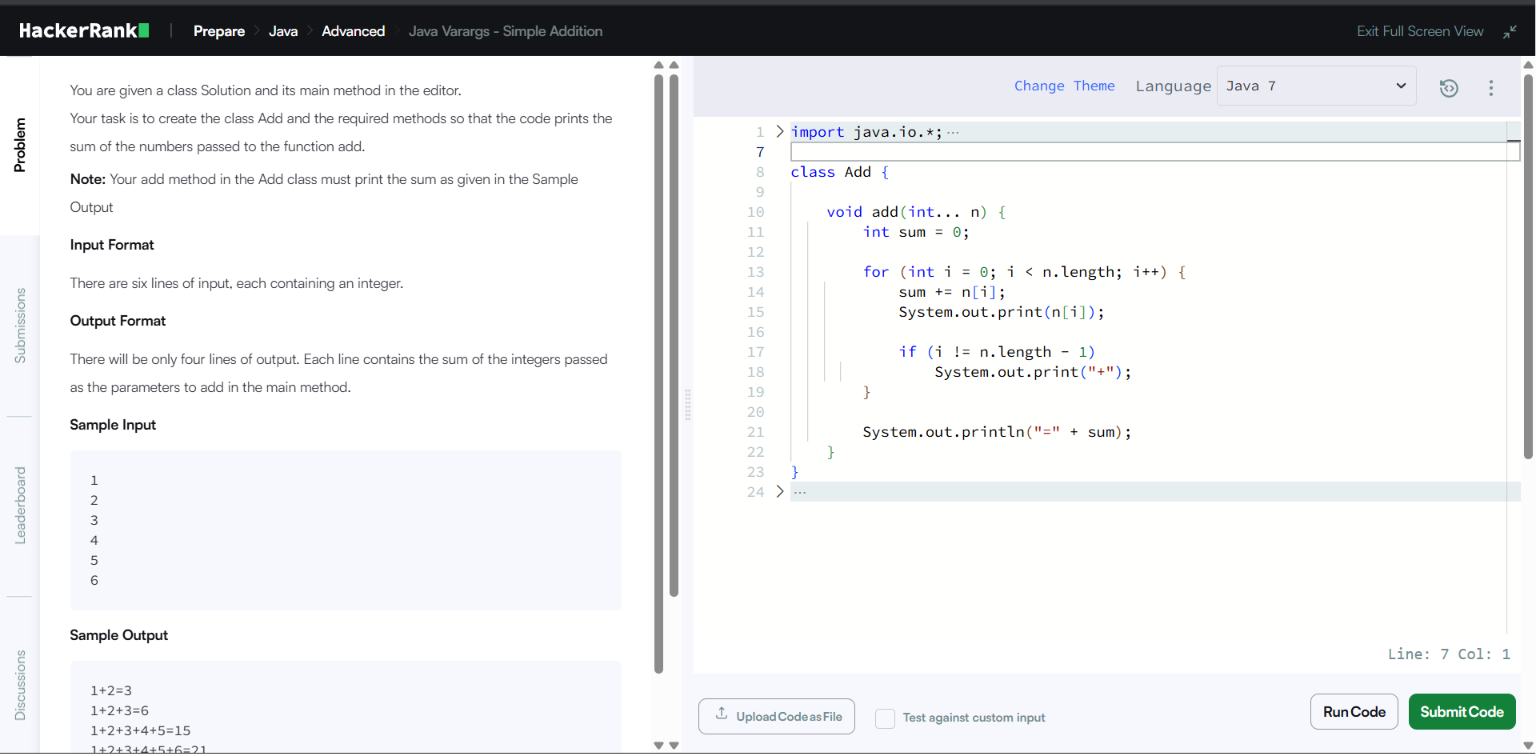 HackerRank
Prepare > Java > Advanced > Java Varargs - Simple Addition
Exit Full Screen View
Problem
Submissions
Leaderboard
Discussions
You are given a class Solution and its main method in the editor.
Your task is to create the class Add and the required methods so that the code prints the
sum of the numbers passed to the function add.
Note: Your add method in the Add class must print the sum as given in the Sample
Output
Input Format
There are six lines of input, each containing an integer.
Output Format
There will be only four lines of output. Each line contains the sum of the integers passed
as the parameters to add in the main method.
Sample Input
1
2
3
4
5
6
Sample Output
1+2=3
1+2+3=6
1+2+3+4+5=15
1+2+3+4+5+6=21
Change Theme Language Java 7
1 import java.io.*;···
7
8 class Add {
9
10 void add(int... n) {
11 int sum = 0;
12
13 for (int i = 0; i < n.length; i++) {
14 sum += n[i];
15 System.out.print(n[i]);
16
17 if (i != n.length - 1)
18 System.out.print("+");
19 }
20
21 System.out.println("=" + sum);
22 }
23 }
24 ···
Line: 7 Col: 1
Upload Code as File
Test against custom input
Run Code
Submit Code